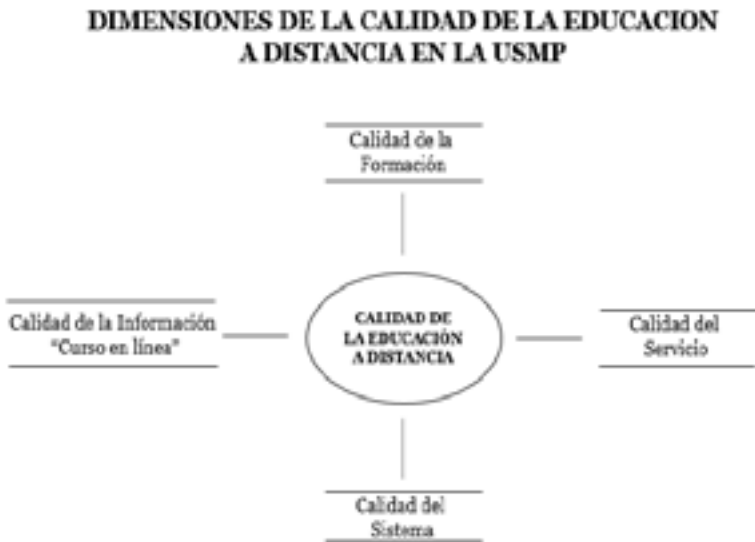 DIMENSIONES DE LA CALIDAD DE LA EDUCACION
A DISTANCIA EN LA USMP
Calidad de la
Formación
Calidad de la Información
"Curso en línea"
CALIDAD DE
LA EDUCACIÓN
A DISTANCIA
Calidad del
Servicio
Calidad del
Sistema